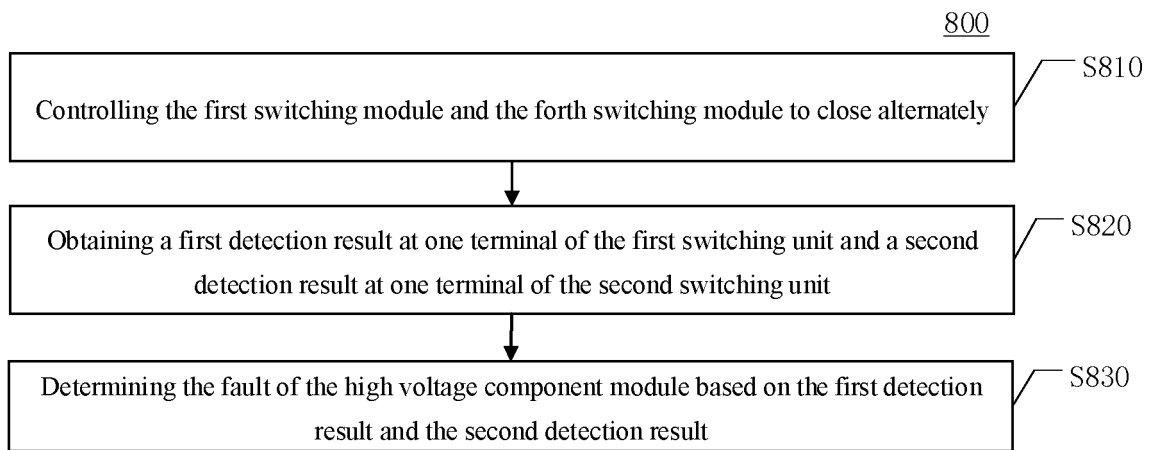 800
S810
Controlling the first switching module and the forth switching module to close alternately
S820
Obtaining a first detection result at one terminal of the first switching unit and a second
detection result at one terminal of the second switching unit
S830
Determining the fault of the high voltage component module based on the first detection
result and the second detection result